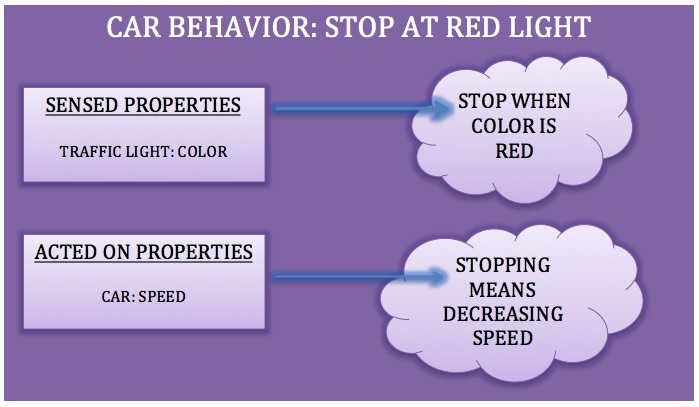 CAR BEHAVIOR: STOP AT RED LIGHT
SENSED PROPERTIES
TRAFFIC LIGHT: COLOR
STOP WHEN
COLOR IS
RED
ACTED ON PROPERTIES
CAR: SPEED
STOPPING
MEANS
DECREASING
SPEED